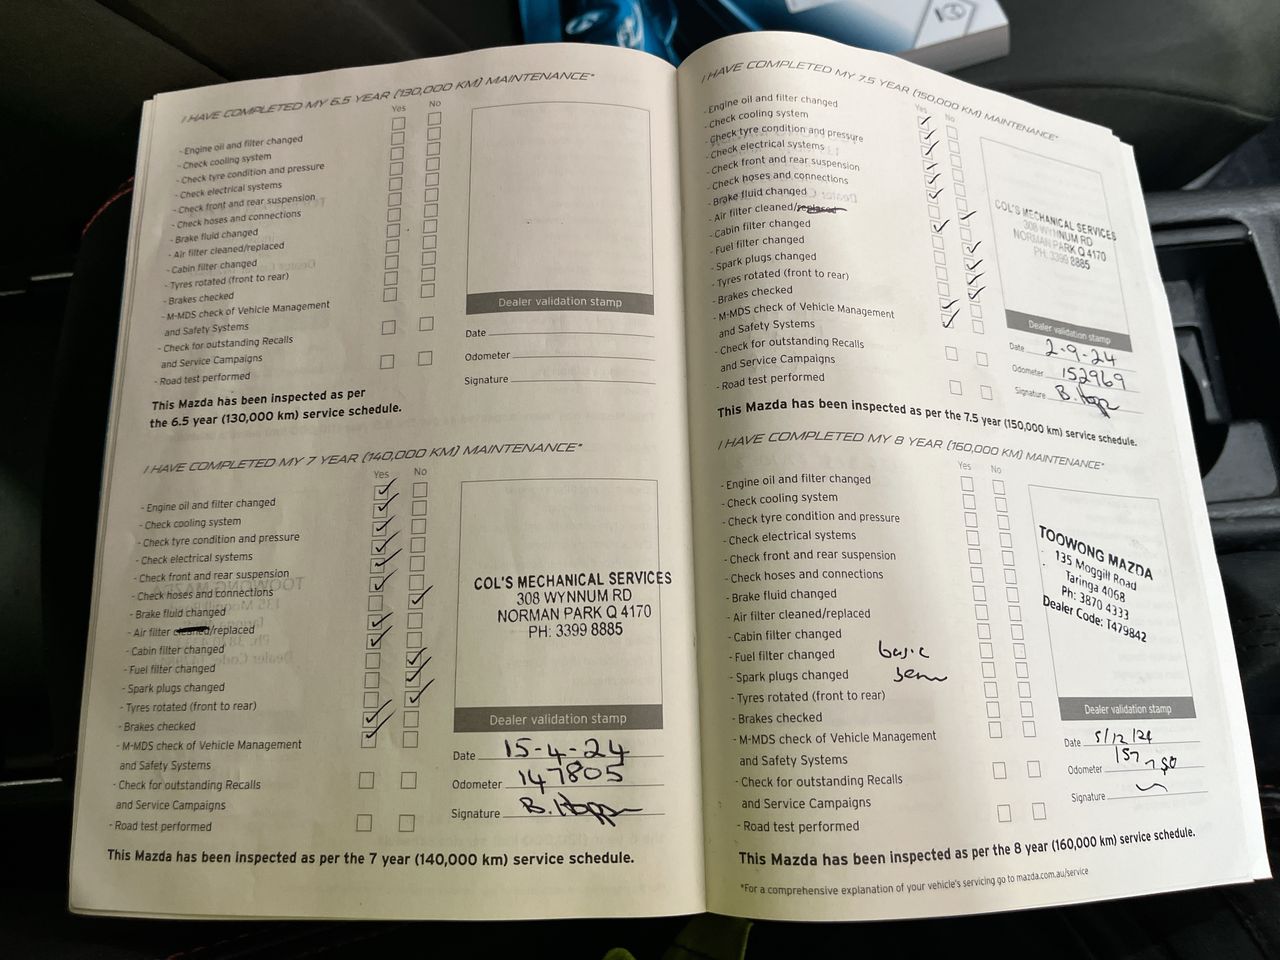 I HAVE COMPLETED MY 6.5 YEAR (130,000 KM) MAINTENANCE*
Yes No
- Engine oil and filter changed
- Check cooling system
- Check tyre condition and pressure
- Check electrical systems
- Check front and rear suspension
- Check hoses and connections
- Brake fluid changed
- Air filter cleaned/replaced
- Cabin filter changed
- Tyres rotated (front to rear)
- Brakes checked
- M-MDS check of Vehicle Management
and Safety Systems
- Check for outstanding Recalls
and Service Campaigns
- Road test performed
Dealer validation stamp
Date
Odometer
Signature
This Mazda has been inspected as per
the 6.5 year (130,000 km) service schedule.
I HAVE COMPLETED MY 7 YEAR (140,000 KM) MAINTENANCE*
Yes No
- Engine oil and filter changed
- Check cooling system
- Check tyre condition and pressure
- Check electrical systems
- Check front and rear suspension
- Check hoses and connections
- Brake fluid changed
- Air filter cleaned/replaced
- Cabin filter changed
- Fuel filter changed
- Spark plugs changed
- Tyres rotated (front to rear)
- Brakes checked
- M-MDS check of Vehicle Management
and Safety Systems
- Check for outstanding Recalls
and Service Campaigns
- Road test performed
COL'S MECHANICAL SERVICES
308 WYNNUM RD
NORMAN PARK Q 4170
PH: 3399 8885
Dealer validation stamp
Date 15-4-24
Odometer 147805
Signature B.
This Mazda has been inspected as per the 7 year (140,000 km) service schedule.
I HAVE COMPLETED MY 7.5 YEAR (150,000 KM) MAINTENANCE*
Yes No
- Engine oil and filter changed
- Check cooling system
- Check tyre condition and pressure
- Check electrical systems
- Check front and rear suspension
- Check hoses and connections
- Brake fluid changed
- Air filter cleaned/replaced
- Cabin filter changed
- Fuel filter changed
- Spark plugs changed
- Tyres rotated (front to rear)
- Brakes checked
- M-MDS check of Vehicle Management
and Safety Systems
- Check for outstanding Recalls
and Service Campaigns
- Road test performed
COL'S MECHANICAL SERVICES
308 WYNNUM RD
NORMAN PARK Q 4170
PH: 3399 8885
Dealer validation stamp
Date 2-9-24
Odometer 152969
Signature B.
This Mazda has been inspected as per the 7.5 year (150,000 km) service schedule.
I HAVE COMPLETED MY 8 YEAR (160,000 KM) MAINTENANCE*
Yes No
- Engine oil and filter changed
- Check cooling system
- Check tyre condition and pressure
- Check electrical systems
- Check front and rear suspension
- Check hoses and connections
- Brake fluid changed
- Air filter cleaned/replaced
- Cabin filter changed
- Fuel filter changed
- Spark plugs changed
- Tyres rotated (front to rear)
- Brakes checked
- M-MDS check of Vehicle Management
and Safety Systems
- Check for outstanding Recalls
and Service Campaigns
- Road test performed
basic
TOOWONG MAZDA
135 Moggill Road
Taringa 4068
Ph: 3870 4333
Dealer Code: T479842
Dealer validation stamp
Date 5/12/24
Odometer 157750
Signature
This Mazda has been inspected as per the 8 year (160,000 km) service schedule.
*For a comprehensive explanation of your vehicle's servicing go to mazda.com.au/service